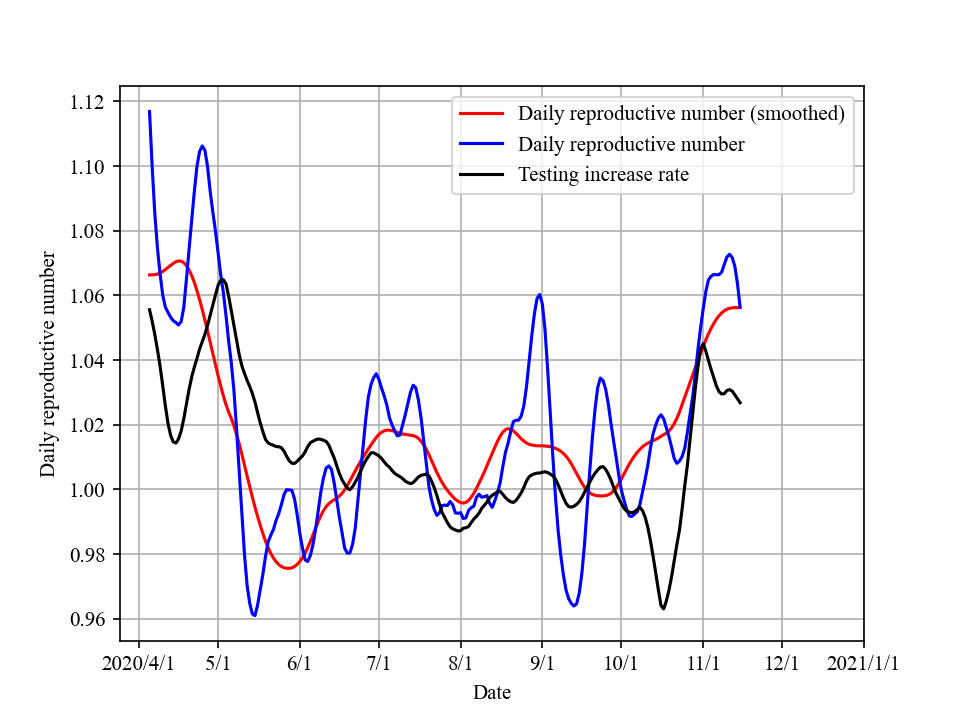 Daily reproductive number (smoothed)
Daily reproductive number
Testing increase rate
Daily reproductive number
1.12
1.10
1.08
1.06
1.04
1.02
1.00
0.98
0.96
2020/4/1 5/1 6/1 7/1 8/1 9/1 10/1 11/1 12/1 2021/1/1
Date